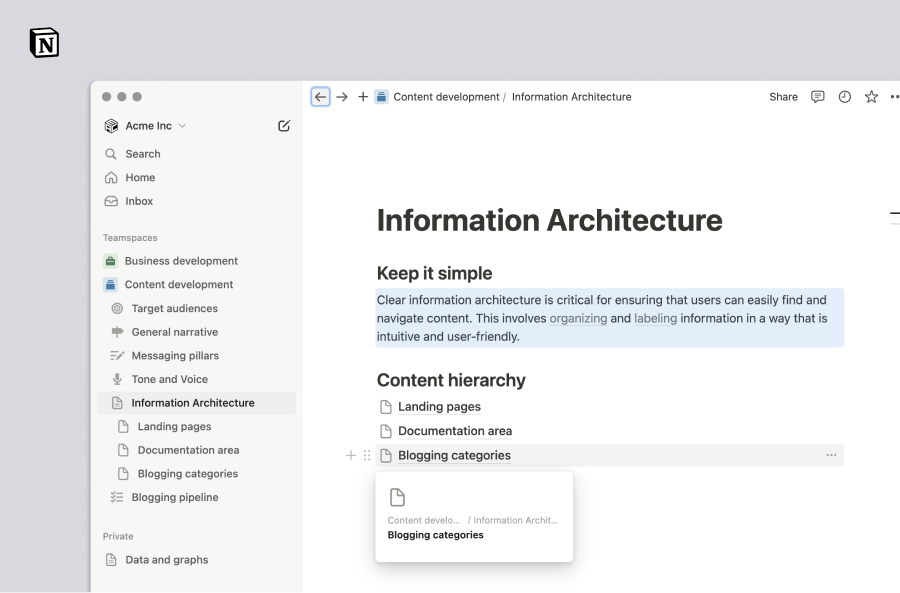 N
Acme Inc
Search
Home
Inbox
Teamspaces
Business development
Content development
Target audiences
General narrative
Messaging pillars
Tone and Voice
Information Architecture
Landing pages
Documentation area
Blogging categories
Blogging pipeline
Private
Data and graphs
Content development / Information Architecture
Share
Information Architecture
Keep it simple
Clear information architecture is critical for ensuring that users can easily find and
navigate content. This involves organizing and labeling information in a way that is
intuitive and user-friendly.
Content hierarchy
Landing pages
Documentation area
Blogging categories
Content develo... / Information Archit...
Blogging categories